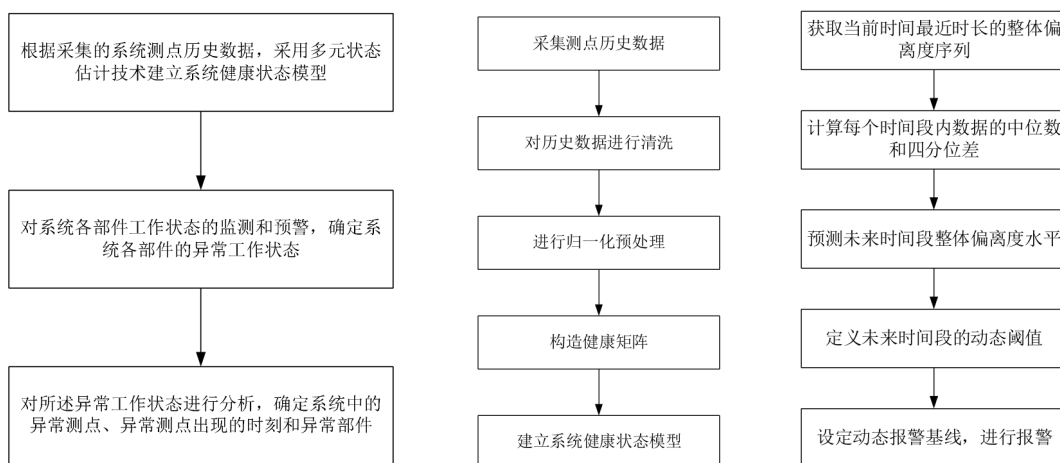 根据采集的系统测点历史数据，采用多元状态
估计技术建立系统健康状态模型
对系统各部件工作状态的监测和预警，确定系
统各部件的异常工作状态
对所述异常工作状态进行分析，确定系统中的
异常测点、异常测点出现的时刻和异常部件
采集测点历史数据
对历史数据进行清洗
进行归一化预处理
构造健康矩阵
建立系统健康状态模型
获取当前时间最近时长的整体偏
离度序列
计算每个时间段内数据的中位数
和四分位差
预测未来时间段整体偏离度水平
定义未来时间段的动态阈值
设定动态报警基线，进行报警